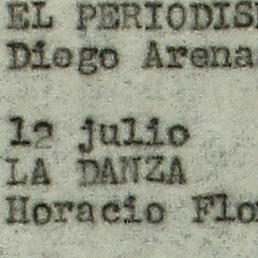 EL PERIODIS
Diego Arena
12 julio
LA DANZA
Horacio Flo